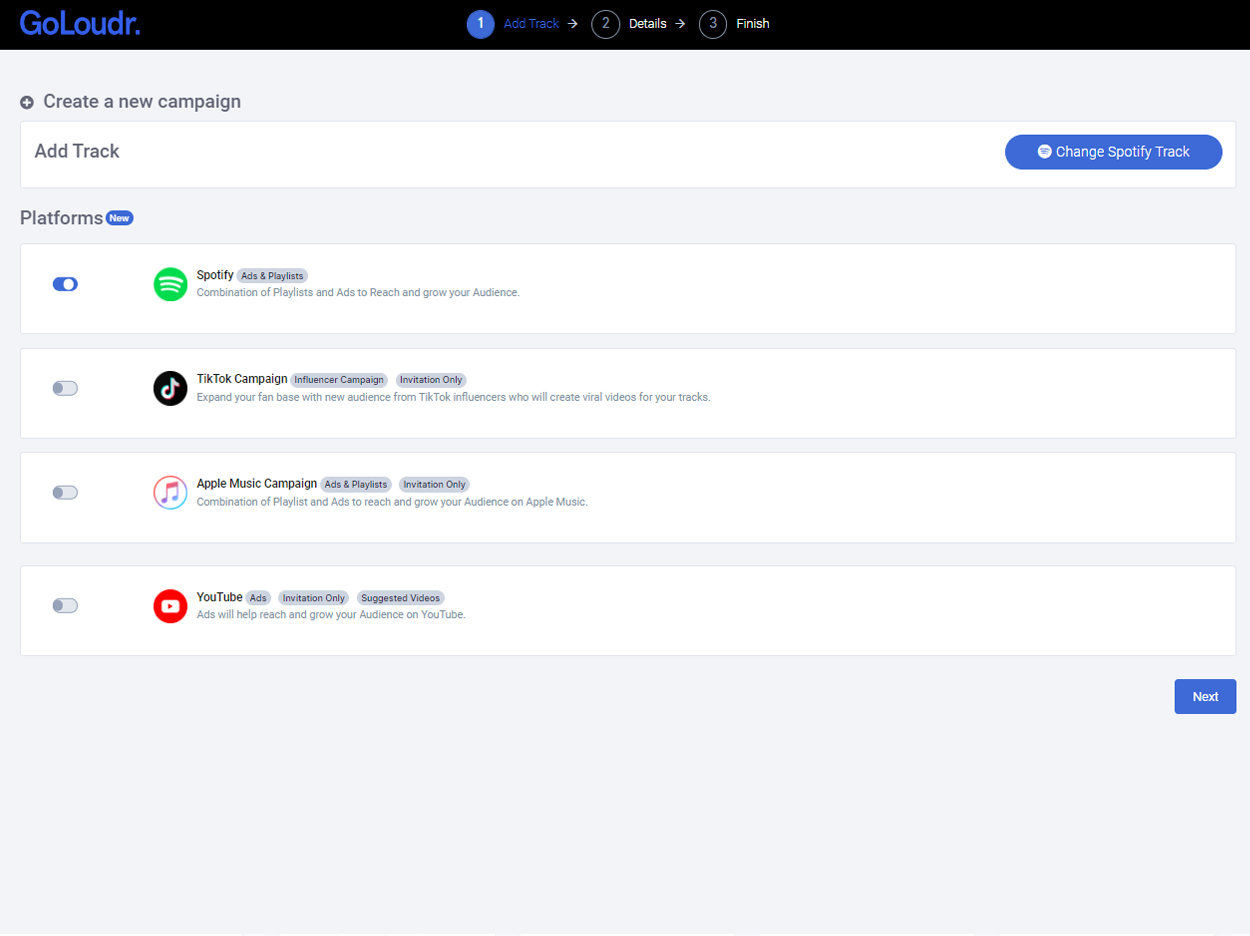 GoLoudr.
1 Add Track → 2 Details → 3 Finish
Create a new campaign
Add Track
Change Spotify Track
Platforms New
Spotify Ads & Playlists
Combination of Playlists and Ads to Reach and grow your Audience.
TikTok Campaign Influencer Campaign Invitation Only
Expand your fan base with new audience from TikTok influencers who will create viral videos for your tracks.
Apple Music Campaign Ads & Playlists Invitation Only
Combination of Playlist and Ads to reach and grow your Audience on Apple Music.
YouTube Ads Invitation Only Suggested Videos
Ads will help reach and grow your Audience on YouTube.
Next